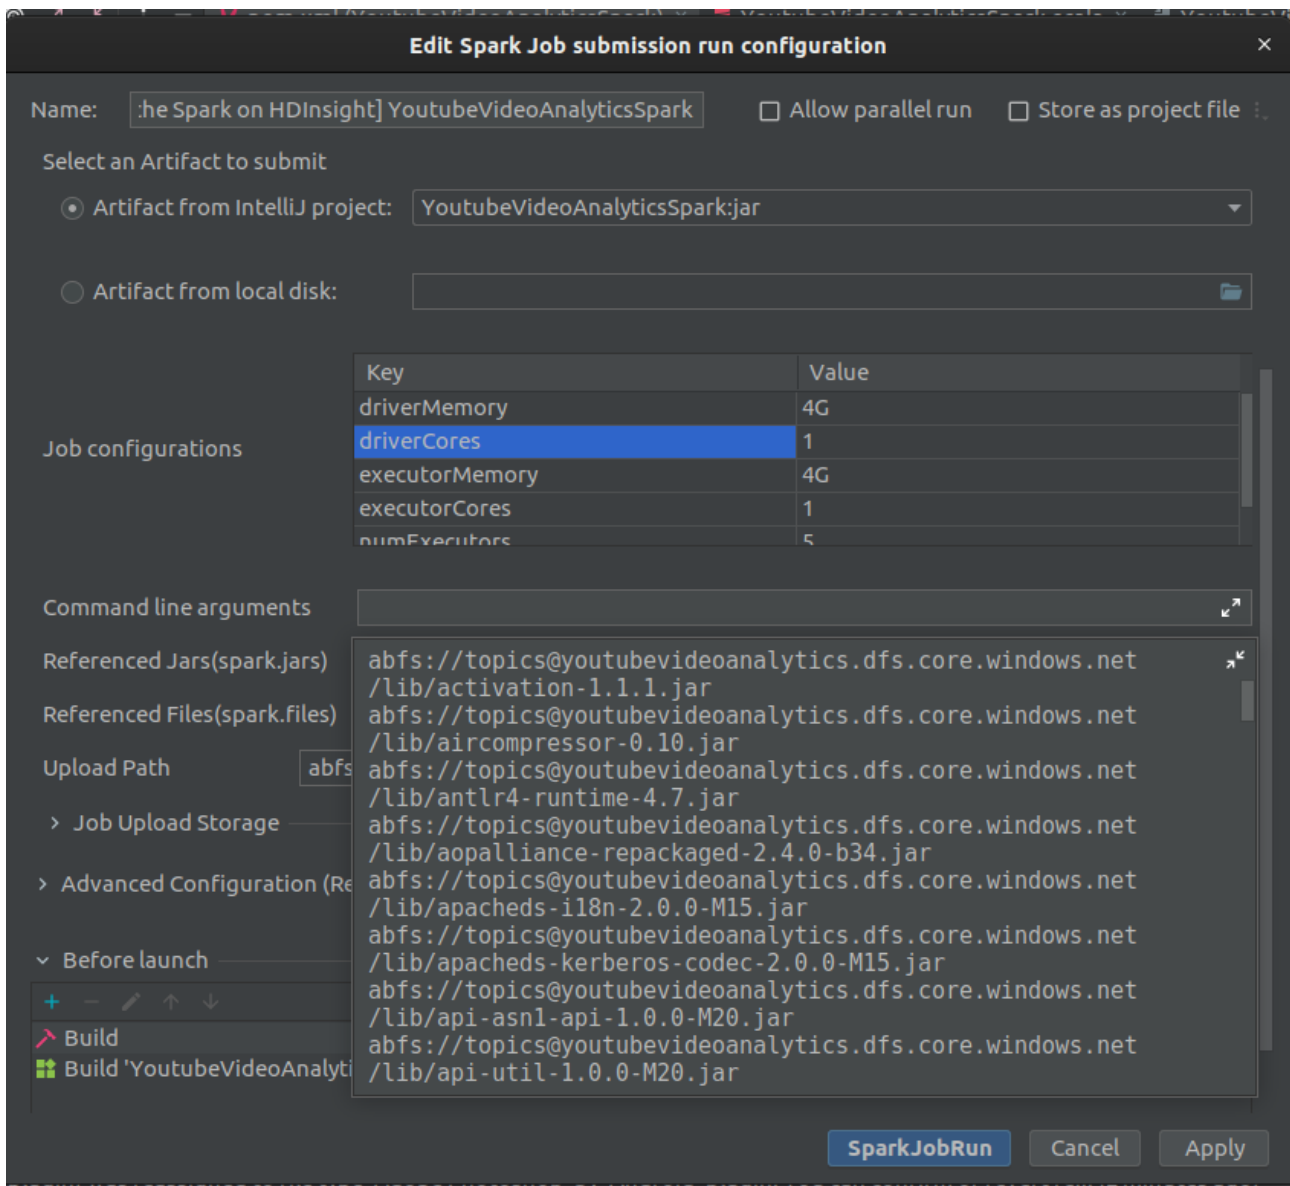 Edit Spark Job submission run configuration
Name: :he Spark on HDInsight] YoutubeVideoAnalyticsSpark Allow parallel run Store as project file
Select an Artifact to submit
Artifact from IntelliJ project: YoutubeVideoAnalyticsSpark:jar
Artifact from local disk:
Key Value
driverMemory 4G
Job configurations
driverCores 1
executorMemory 4G
executorCores 1
numExecutors 5
Command line arguments
Referenced Jars(spark.jars)
abfs://topics@youtubevideoanalytics.dfs.core.windows.net
/lib/activation-1.1.1.jar
abfs://topics@youtubevideoanalytics.dfs.core.windows.net
/lib/aircompressor-0.10.jar
abfs://topics@youtubevideoanalytics.dfs.core.windows.net
/lib/antlr4-runtime-4.7.jar
abfs://topics@youtubevideoanalytics.dfs.core.windows.net
/lib/aopalliance-repackaged-2.4.0-b34.jar
abfs://topics@youtubevideoanalytics.dfs.core.windows.net
/lib/apacheds-i18n-2.0.0-M15.jar
abfs://topics@youtubevideoanalytics.dfs.core.windows.net
/lib/apacheds-kerberos-codec-2.0.0-M15.jar
abfs://topics@youtubevideoanalytics.dfs.core.windows.net
/lib/api-asn1-api-1.0.0-M20.jar
abfs://topics@youtubevideoanalytics.dfs.core.windows.net
/lib/api-util-1.0.0-M20.jar
Referenced Files(spark.files)
Upload Path abfs
Job Upload Storage
Advanced Configuration (Re
Before launch
Build
Build 'YoutubeVideoAnalyti
SparkJobRun Cancel Apply